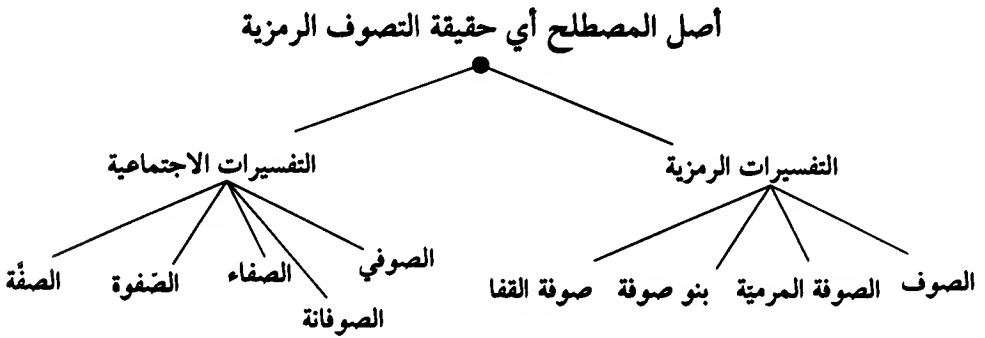 أصل المصطلح أي حقيقة التصوف الرمزية
التفسيرات الرمزية
التفسيرات الاجتماعية
الصوف
الصوفة المرميّة
بنو صوفة
صوفة القفا
الصوفي
الصوفانة
الصفاء
الصّفوة
الصفَّة